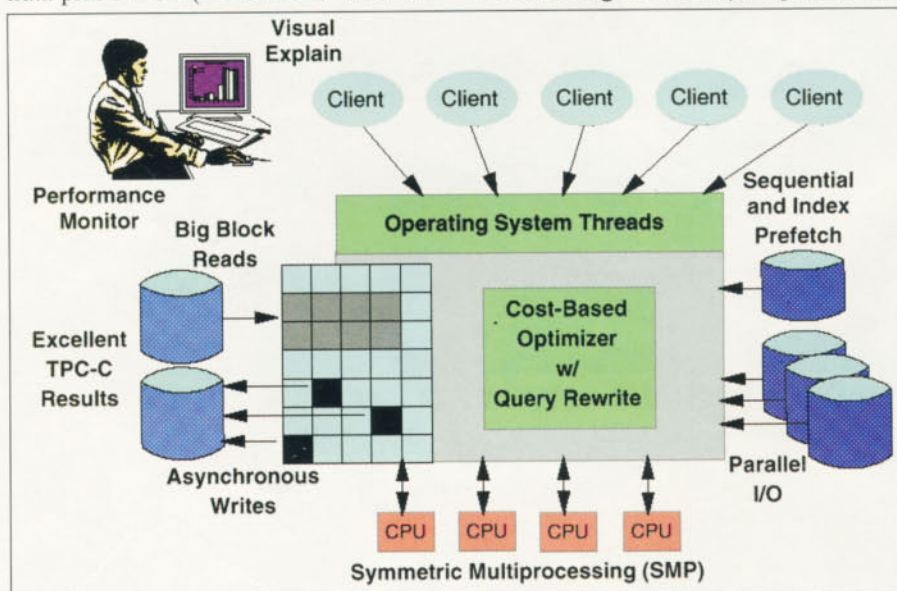 Visual
Explain
Client
Client
Client
Client
Client
Performance
Monitor
Operating System Threads
Sequential
and Index
Prefetch
Big Block
Reads
Cost-Based
Optimizer
w/
Query Rewrite
Excellent
TPC-C
Results
Asynchronous
Writes
Parallel
I/O
CPU
CPU
CPU
CPU
Symmetric Multiprocessing (SMP)